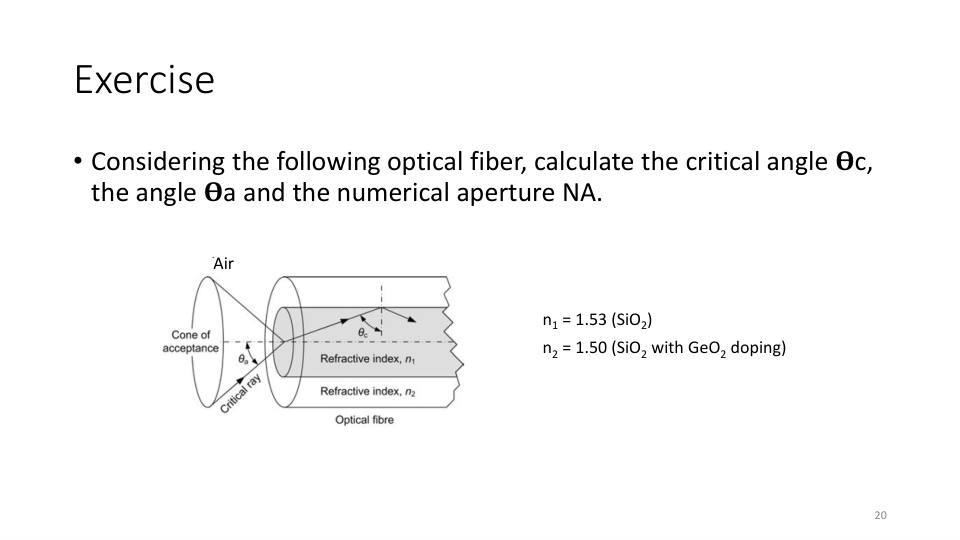 Exercise
• Considering the following optical fiber, calculate the critical angle ϴc,
the angle ϴa and the numerical aperture NA.
Air
Cone of
acceptance
θa
Critical ray
θc
Refractive index, n1
Refractive index, n2
Optical fibre
n1 = 1.53 (SiO2)
n2 = 1.50 (SiO2 with GeO2 doping)
20